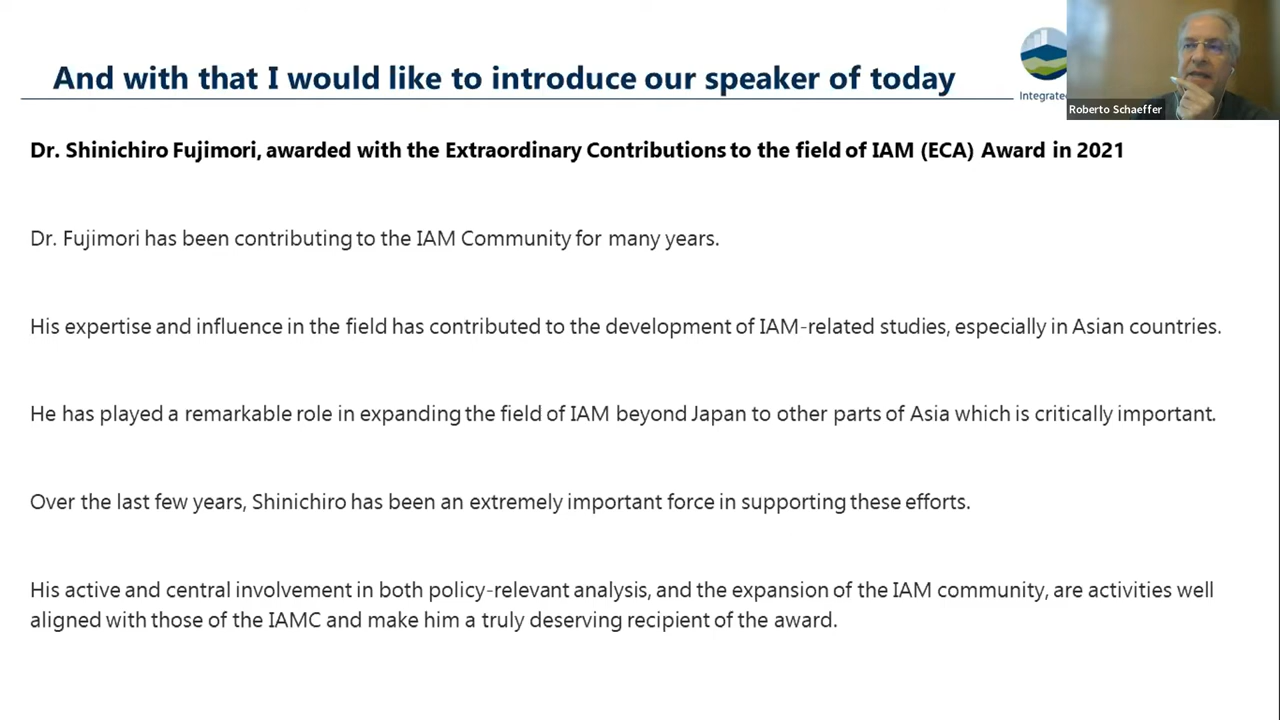 And with that I would like to introduce our speaker of today
Integrate
Roberto Schaeffer
Dr. Shinichiro Fujimori, awarded with the Extraordinary Contributions to the field of IAM (ECA) Award in 2021
Dr. Fujimori has been contributing to the IAM Community for many years.
His expertise and influence in the field has contributed to the development of IAM-related studies, especially in Asian countries.
He has played a remarkable role in expanding the field of IAM beyond Japan to other parts of Asia which is critically important.
Over the last few years, Shinichiro has been an extremely important force in supporting these efforts.
His active and central involvement in both policy-relevant analysis, and the expansion of the IAM community, are activities well
aligned with those of the IAMC and make him a truly deserving recipient of the award.